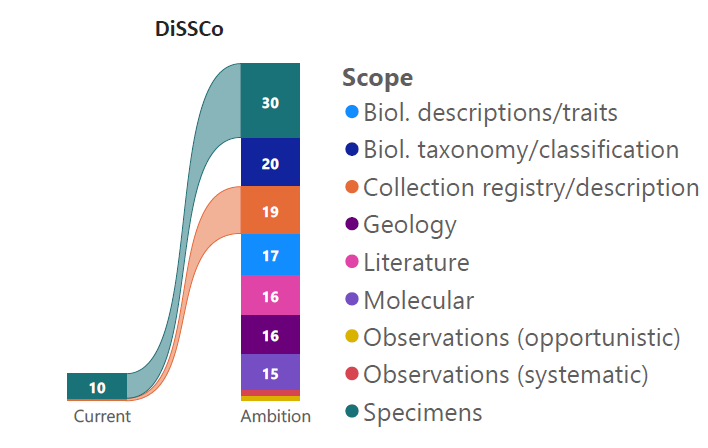 DiSSCo
30
20
19
17
16
16
15
10
Current
Ambition
Scope
Biol. descriptions/traits
Biol. taxonomy/classification
Collection registry/description
Geology
Literature
Molecular
Observations (opportunistic)
Observations (systematic)
Specimens